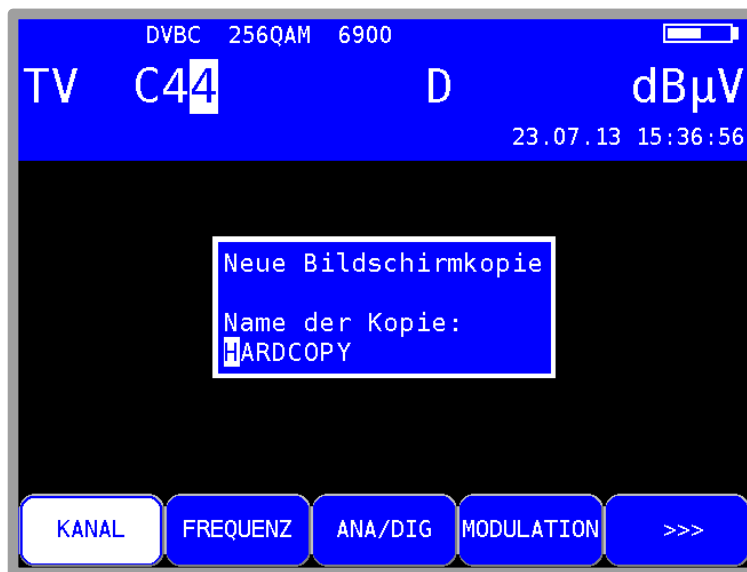 DVBC 256QAM 6900
TV C44 D dBµV
23.07.13 15:36:56
Neue Bildschirmkopie
Name der Kopie:
HARDCOPY
KANAL FREQUENZ ANA/DIG MODULATION >>>